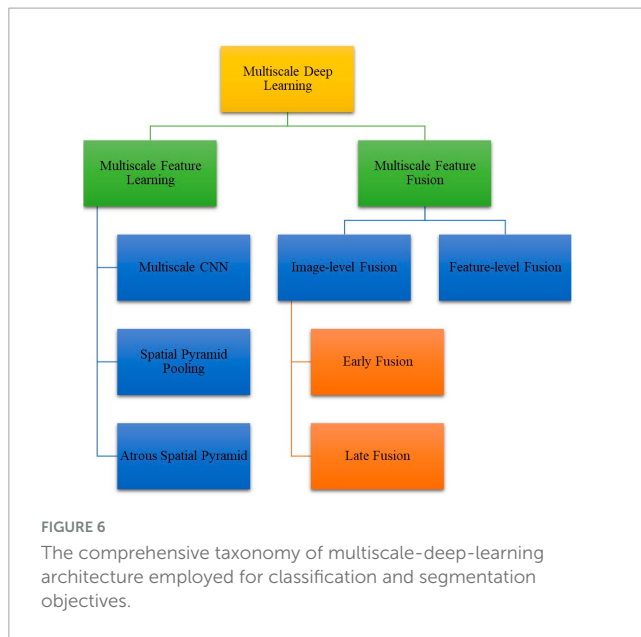 Multiscale Deep
Learning
Multiscale Feature
Learning
Multiscale Feature
Fusion
Multiscale CNN
Image-level Fusion
Feature-level Fusion
Spatial Pyramid
Pooling
Early Fusion
Atrous Spatial Pyramid
Late Fusion
FIGURE 6
The comprehensive taxonomy of multiscale-deep-learning
architecture employed for classification and segmentation
objectives.